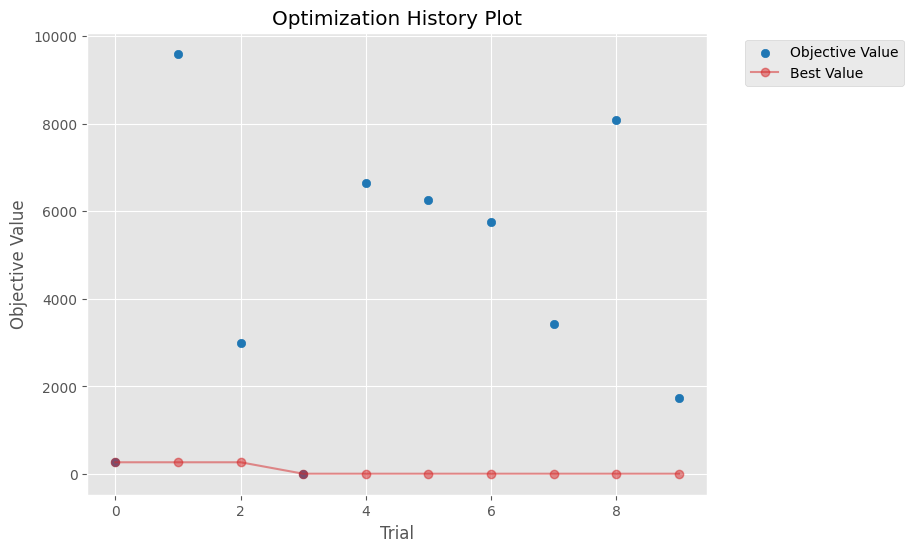 Optimization History Plot
Objective Value
Best Value
10000
8000
6000
4000
2000
0
Objective Value
0 2 4 6 8
Trial